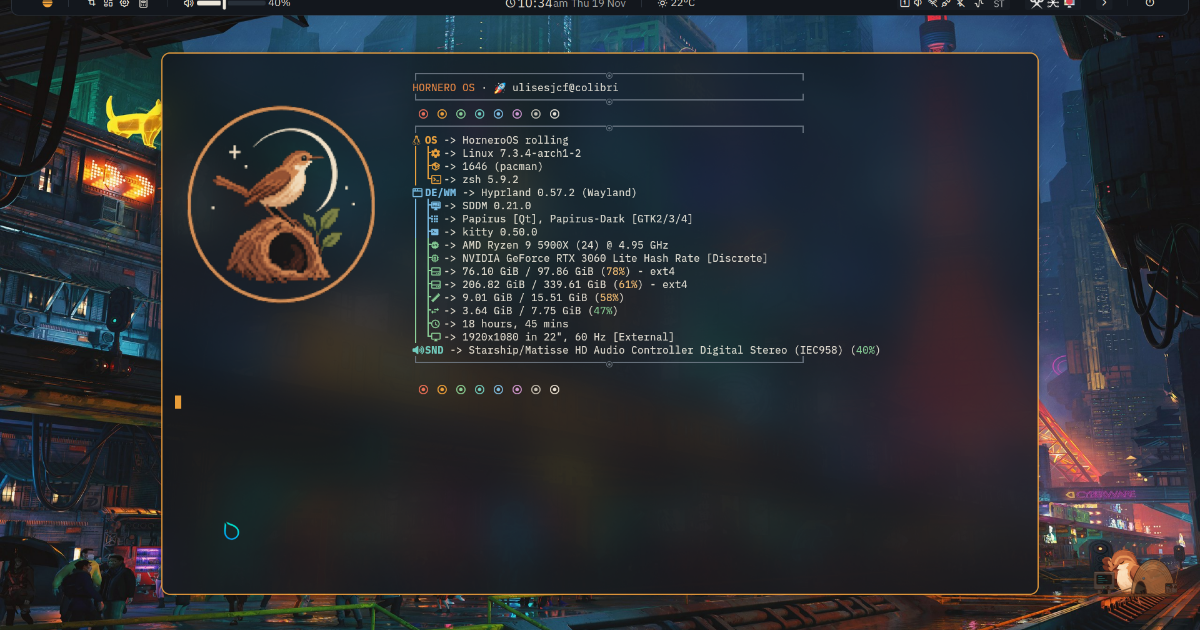 10:34am Thu 19 Nov
40%
22°C
ST
HORNERO OS · 🚀 ulisesjcf@colibri
OS -> HorneroOS rolling
-> Linux 7.3.4-arch1-2
-> 1646 (pacman)
-> zsh 5.9.2
DE/WM -> Hyprland 0.57.2 (Wayland)
-> SDDM 0.21.0
-> Papirus [Qt], Papirus-Dark [GTK2/3/4]
-> kitty 0.50.0
-> AMD Ryzen 9 5900X (24) @ 4.95 GHz
-> NVIDIA GeForce RTX 3060 Lite Hash Rate [Discrete]
-> 76.10 GiB / 97.86 GiB (78%) - ext4
-> 206.82 GiB / 339.61 GiB (61%) - ext4
-> 9.01 GiB / 15.51 GiB (58%)
-> 3.64 GiB / 7.75 GiB (47%)
-> 18 hours, 45 mins
-> 1920x1080 in 22", 60 Hz [External]
SND -> Starship/Matisse HD Audio Controller Digital Stereo (IEC958) (40%)